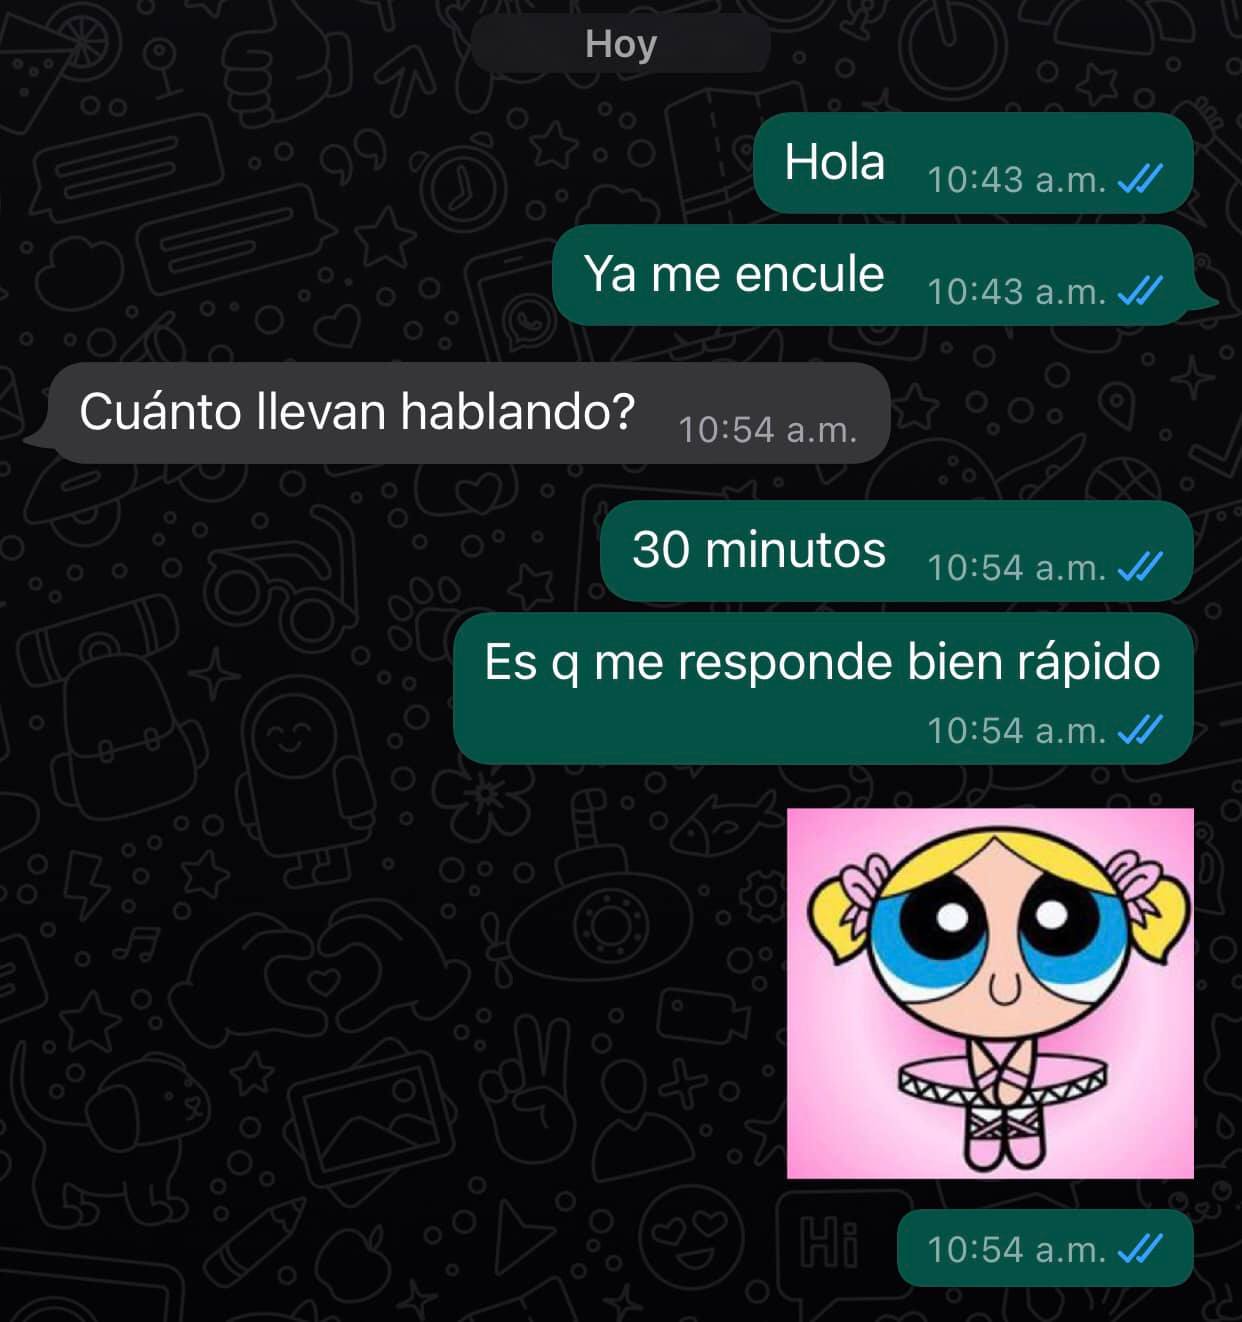 Hoy
Hola 10:43 a.m.
Ya me encule 10:43 a.m.
Cuánto llevan hablando? 10:54 a.m.
30 minutos 10:54 a.m.
Es q me responde bien rápido
10:54 a.m.
Hi
10:54 a.m.